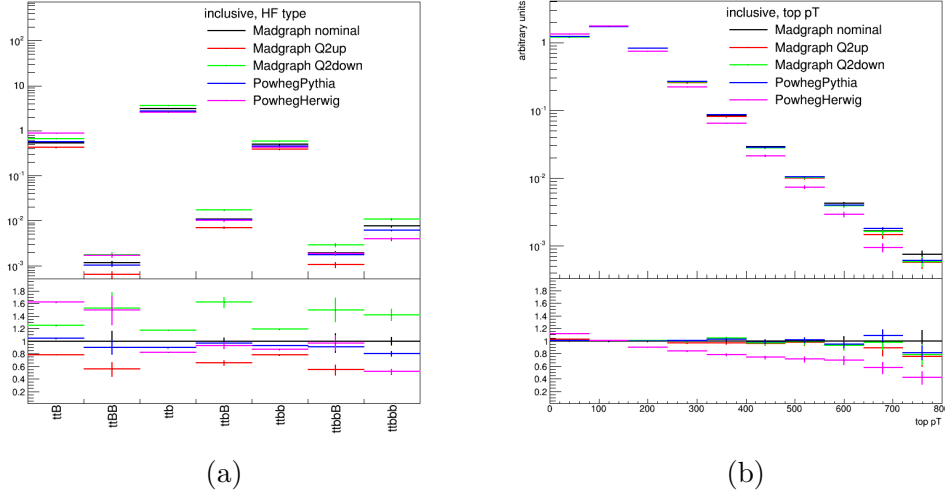 inclusive, HF type
Madgraph nominal
Madgraph Q2up
Madgraph Q2down
PowhegPythia
PowhegHerwig
10²
10
1
10⁻¹
10⁻²
10⁻³
1.8
1.6
1.4
1.2
1
0.8
0.6
0.4
0.2
ttB
ttBB
ttb
ttbB
ttbb
ttbbB
ttbbb
(a)
arbitrary units
inclusive, top pT
Madgraph nominal
Madgraph Q2up
Madgraph Q2down
PowhegPythia
PowhegHerwig
1
10⁻¹
10⁻²
10⁻³
1.8
1.6
1.4
1.2
1
0.8
0.6
0.4
0.2
0 100 200 300 400 500 600 700 800
top pT
(b)